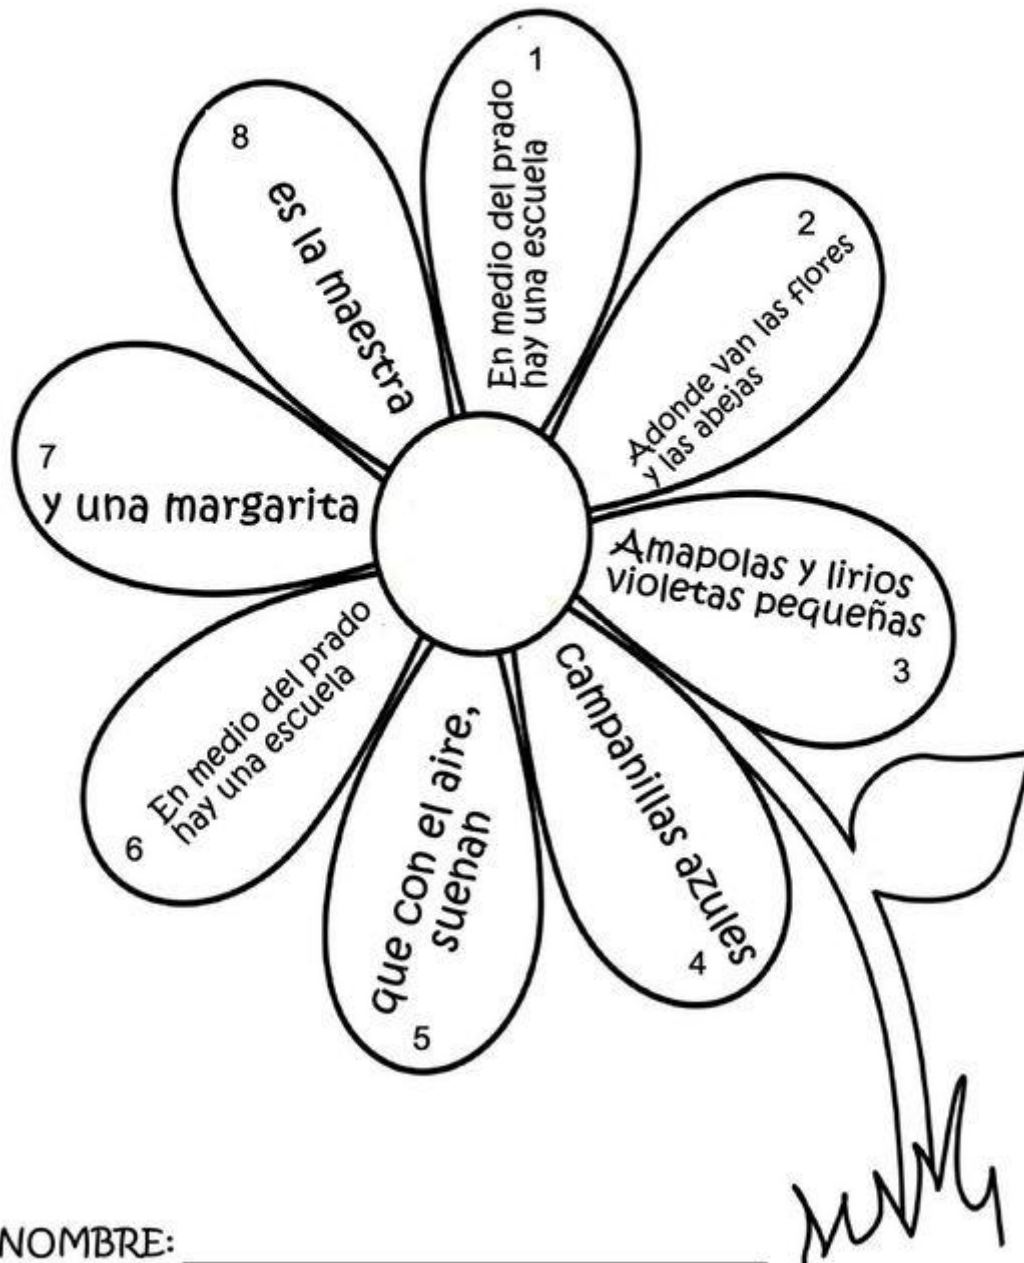 1
En medio del prado
hay una escuela
2
Adonde van las flores
y las abejas
Amapolas y lirios
violetas pequeñas
3
campanillas azules
4
que con el aire,
suenan
5
En medio del prado
hay una escuela
6
7
y una margarita
8
es la maestra
NOMBRE: